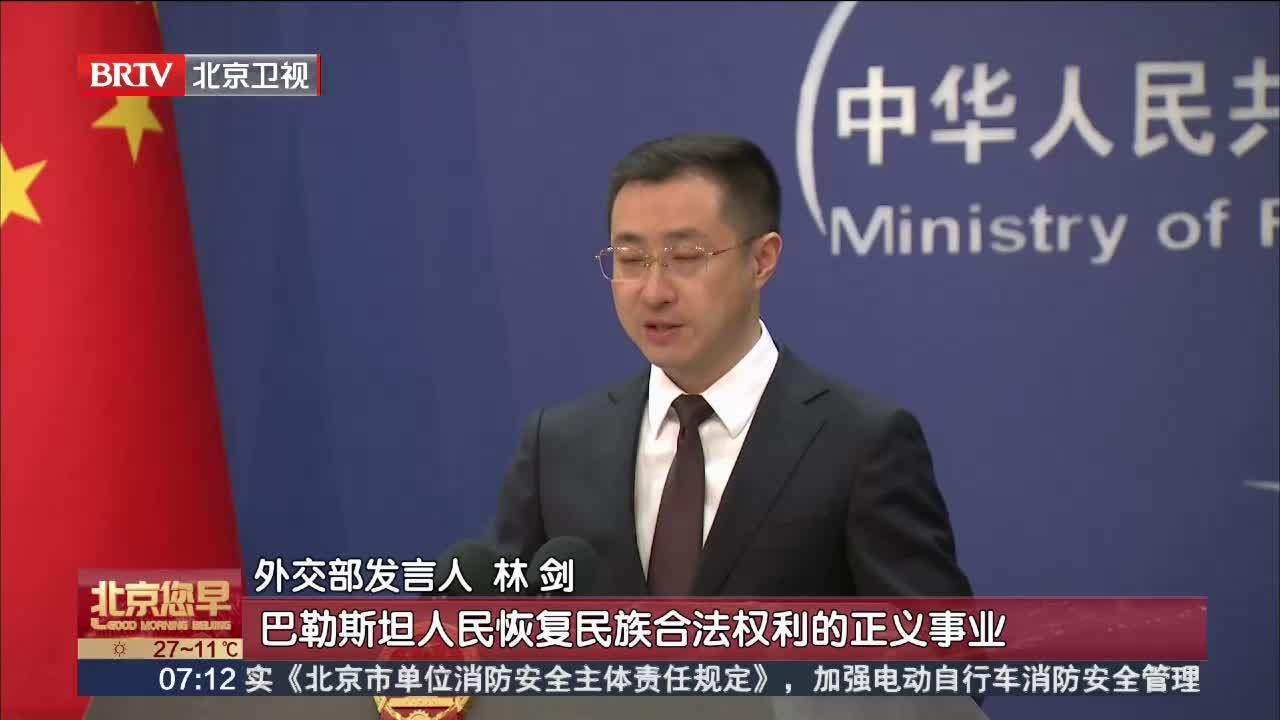 BRTV 北京卫视
中华人民共
Ministry of F
外交部发言人 林剑
巴勒斯坦人民恢复民族合法权利的正义事业
北京您早
GOOD MORNING BEIJING
27~11℃
07:12 实《北京市单位消防安全主体责任规定》，加强电动自行车消防安全管理